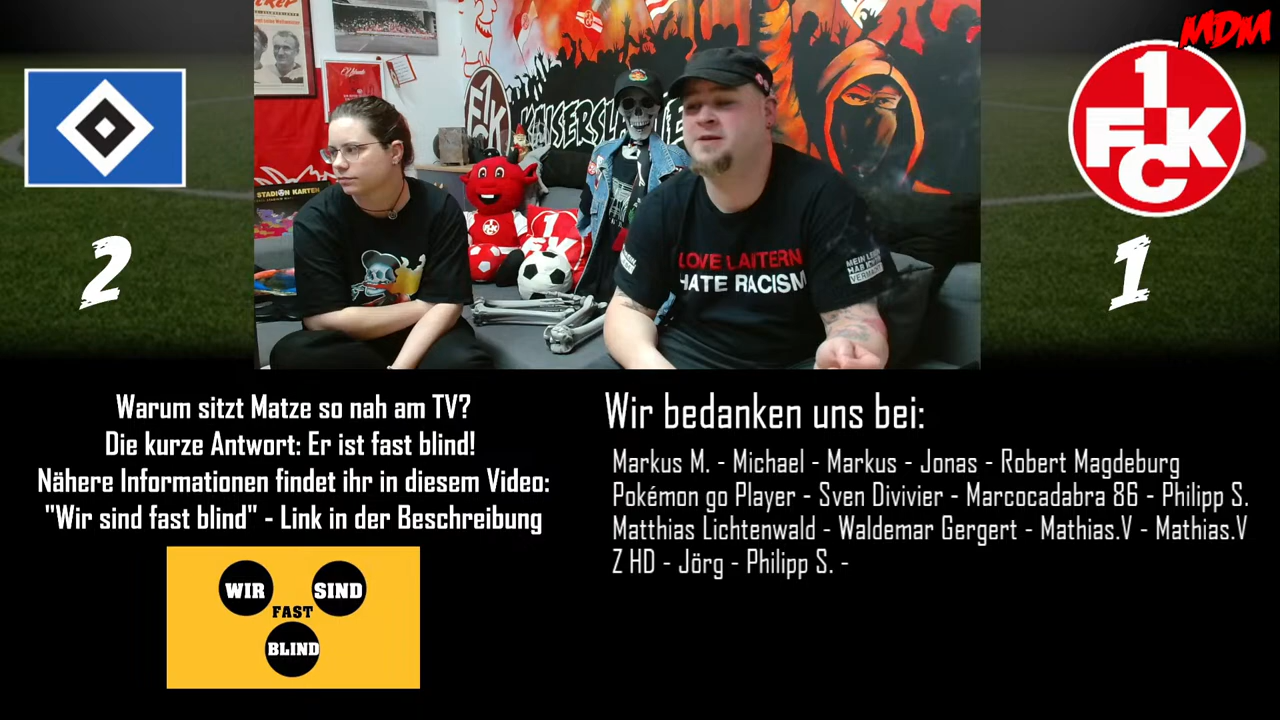 MDM
1
FCK
2
1
STADION KARTEN
KAISERSLAUTE
LOVE LAUTERN
HATE RACISM
Warum sitzt Matze so nah am TV?
Die kurze Antwort: Er ist fast blind!
Nähere Informationen findet ihr in diesem Video:
"Wir sind fast blind" - Link in der Beschreibung
WIR SIND
FAST
BLIND
Wir bedanken uns bei:
Markus M. - Michael - Markus - Jonas - Robert Magdeburg
Pokémon go Player - Sven Divivier - Marcocadabra 86 - Philipp S.
Matthias Lichtenwald - Waldemar Gergert - Mathias.V - Mathias.V
Z HD - Jörg - Philipp S. -